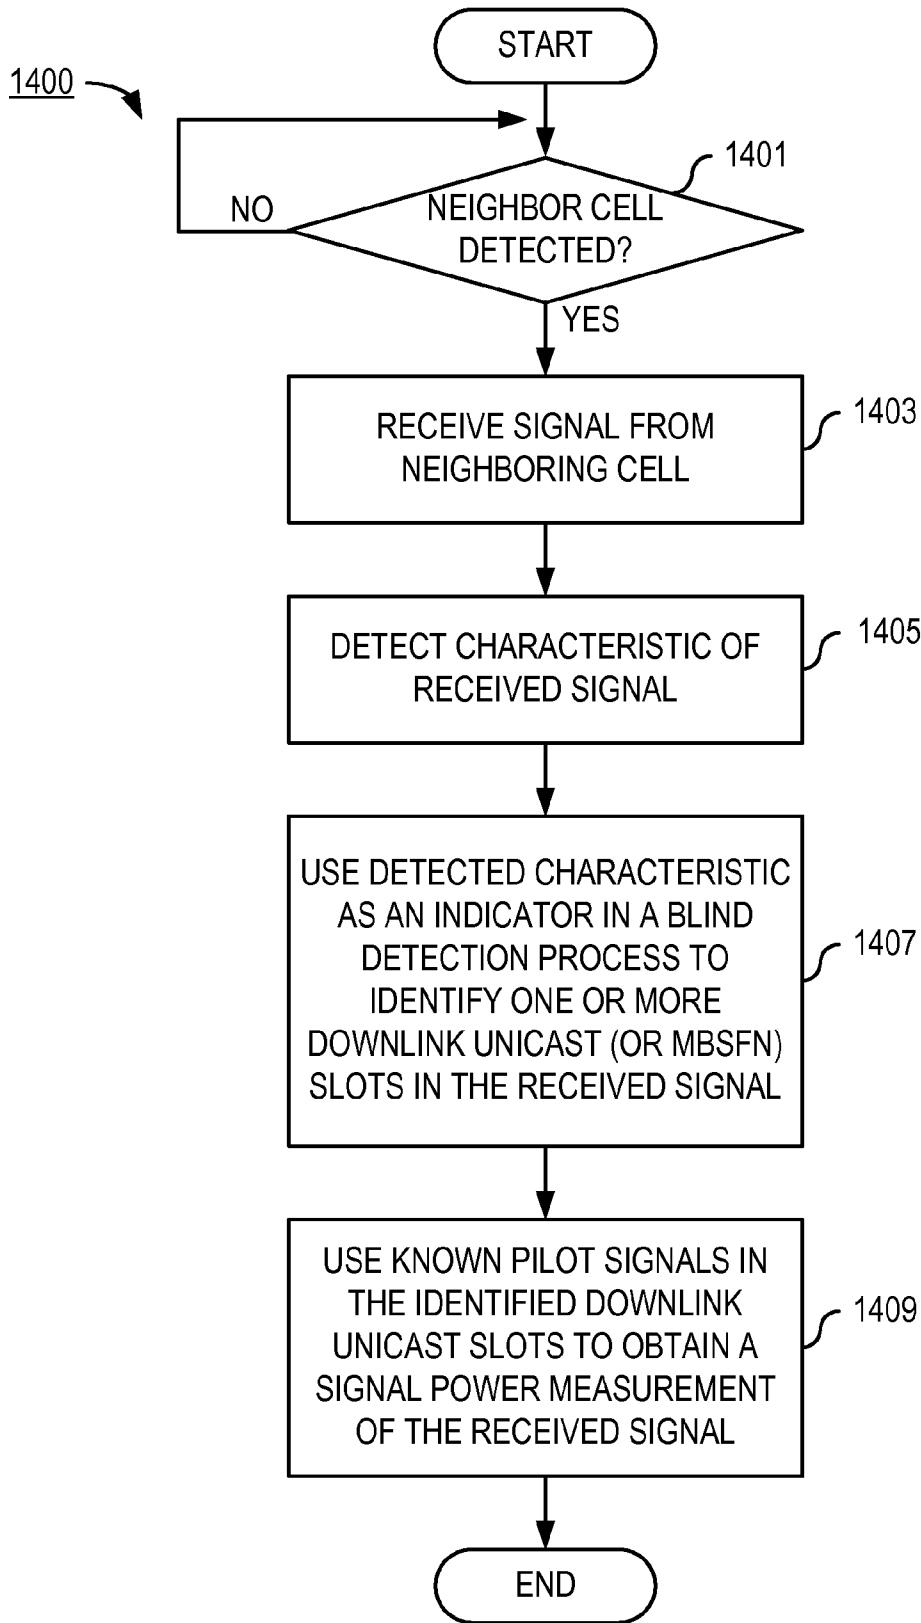 START
1400
1401
NEIGHBOR CELL
DETECTED?
NO
YES
1403
RECEIVE SIGNAL FROM
NEIGHBORING CELL
1405
DETECT CHARACTERISTIC OF
RECEIVED SIGNAL
USE DETECTED CHARACTERISTIC
AS AN INDICATOR IN A BLIND
DETECTION PROCESS TO
IDENTIFY ONE OR MORE
DOWNLINK UNICAST (OR MBSFN)
SLOTS IN THE RECEIVED SIGNAL
1407
USE KNOWN PILOT SIGNALS IN
THE IDENTIFIED DOWNLINK
UNICAST SLOTS TO OBTAIN A
SIGNAL POWER MEASUREMENT
OF THE RECEIVED SIGNAL
1409
END